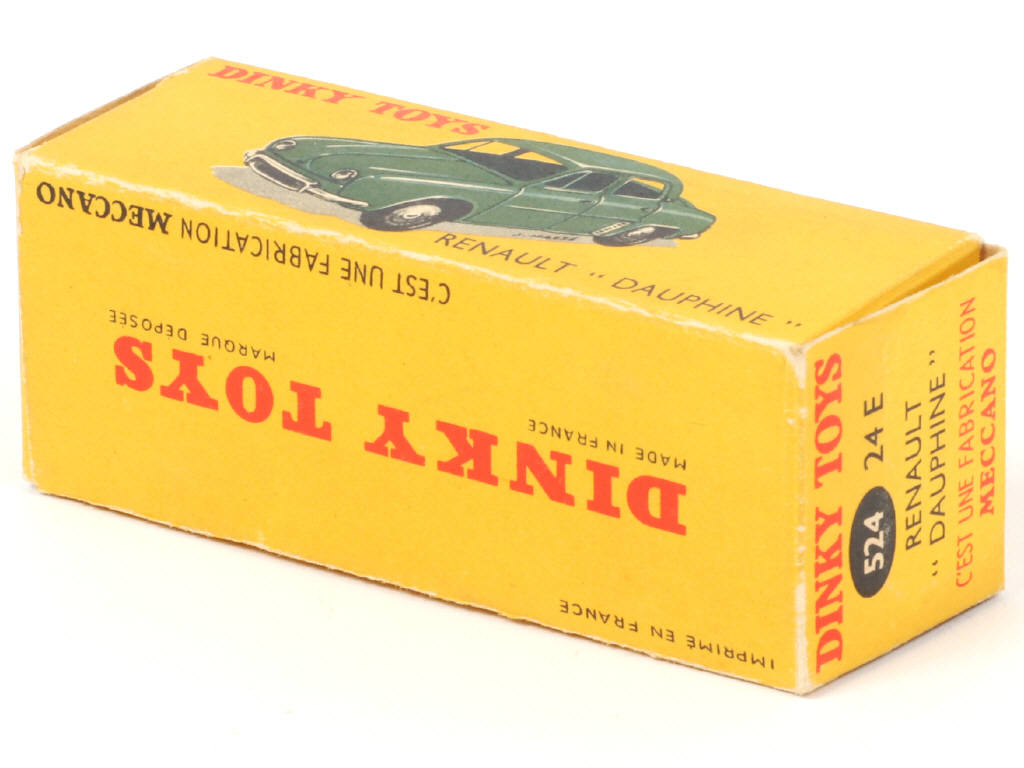 DINKY TOYS
RENAULT " DAUPHINE "
C'EST UNE FABRICATION MECCANO
MARQUE DÉPOSÉE
DINKY TOYS
MADE IN FRANCE
IMPRIMÉ EN FRANCE
DINKY TOYS
524 24 E
RENAULT
" DAUPHINE "
C'EST UNE FABRICATION
MECCANO